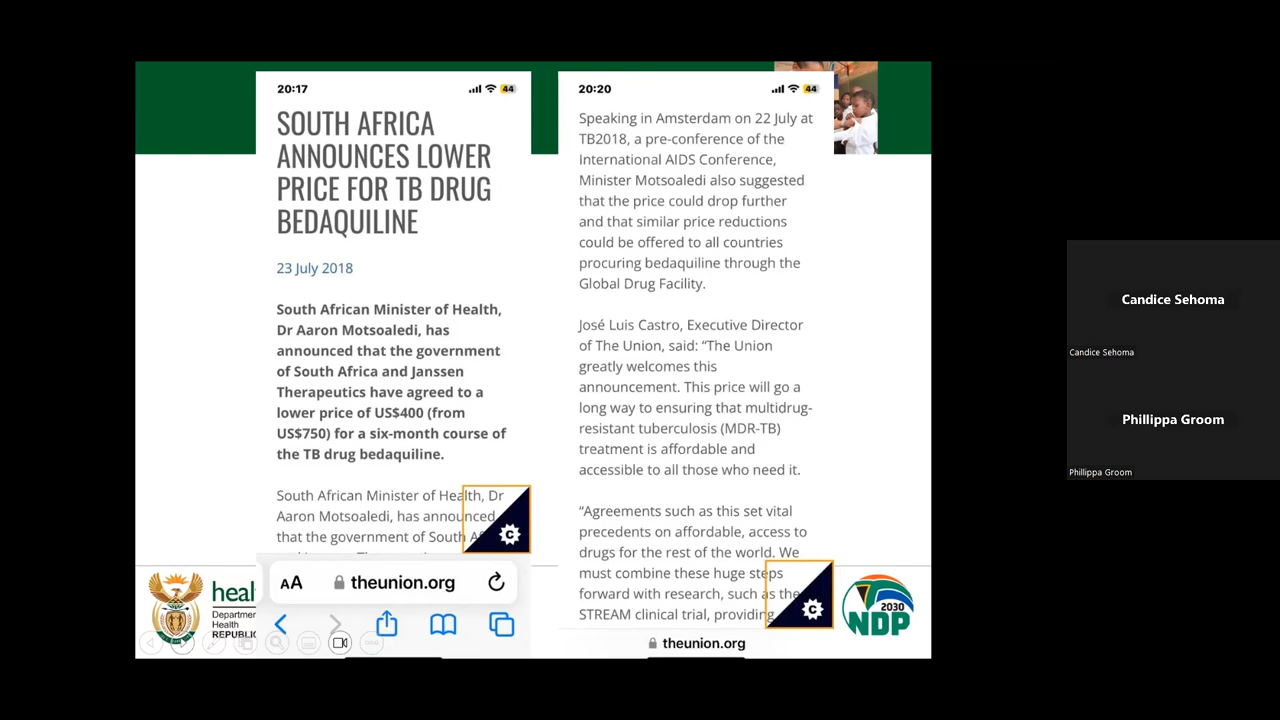 20:17
44
SOUTH AFRICA
ANNOUNCES LOWER
PRICE FOR TB DRUG
BEDAQUILINE
23 July 2018
South African Minister of Health,
Dr Aaron Motsoaledi, has
announced that the government
of South Africa and Janssen
Therapeutics have agreed to a
lower price of US$400 (from
US$750) for a six-month course of
the TB drug bedaquiline.
South African Minister of Health, Dr
Aaron Motsoaledi, has announced
that the government of South
AA theunion.org
20:20
44
Speaking in Amsterdam on 22 July at
TB2018, a pre-conference of the
International AIDS Conference,
Minister Motsoaledi also suggested
that the price could drop further
and that similar price reductions
could be offered to all countries
procuring bedaquiline through the
Global Drug Facility.
José Luis Castro, Executive Director
of The Union, said: “The Union
greatly welcomes this
announcement. This price will go a
long way to ensuring that multidrug-
resistant tuberculosis (MDR-TB)
treatment is affordable and
accessible to all those who need it.
“Agreements such as this set vital
precedents on affordable, access to
drugs for the rest of the world. We
must combine these huge steps
forward with research, such as the
STREAM clinical trial, providing
theunion.org
heal
Departmen
Health
REPUBLIC
2030
NDP
Candice Sehoma
Candice Sehoma
Phillippa Groom
Phillippa Groom